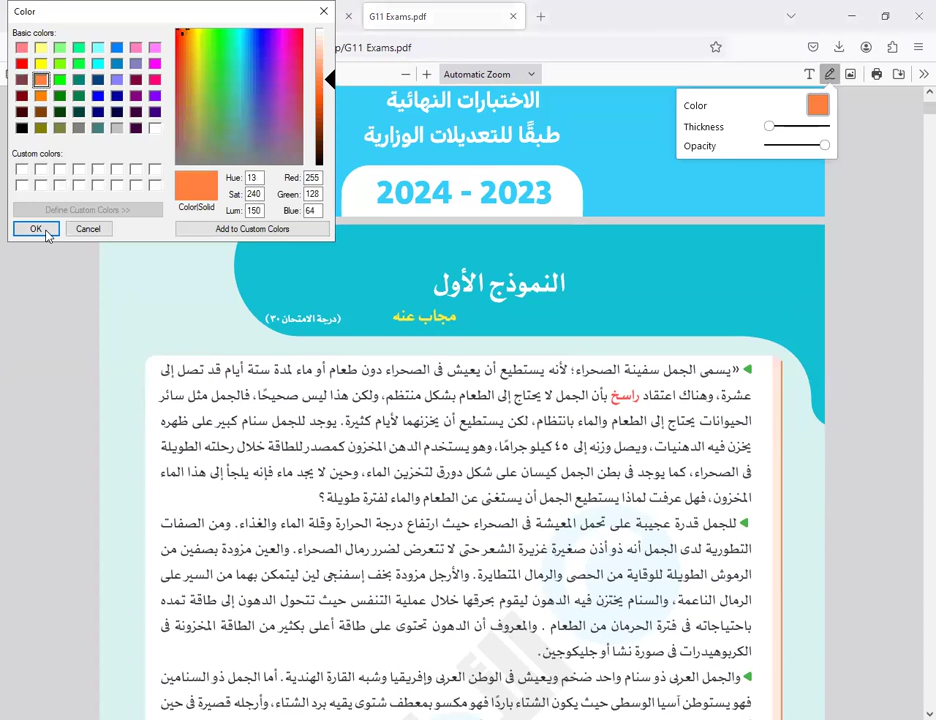 Color
Basic colors:
Custom colors:
Define Custom Colors >>
OK
Cancel
Hue: 13
Sat: 240
Lum: 150
Red: 255
Green: 128
Blue: 64
Color|Solid
Add to Custom Colors
G11 Exams.pdf
p/G11 Exams.pdf
Automatic Zoom
Color
Thickness
Opacity
الاختبارات النهائية
طبقًا للتعديلات الوزارية
2024 - 2023
النموذج الأول
مجاب عنه
(درجة الامتحان ٣٠)
«يسمى الجمل سفينة الصحراء؛ لأنه يستطيع أن يعيش فى الصحراء دون طعام أو ماء لمدة ستة أيام قد تصل إلى
عشرة، وهناك اعتقاد راسخ بأن الجمل لا يحتاج إلى الطعام بشكل منتظم، ولكن هذا ليس صحيحًا، فالجمل مثل سائر
الحيوانات يحتاج إلى الطعام والماء بانتظام، لكن يستطيع أن يخزنهما لأيام كثيرة. يوجد للجمل سنام كبير على ظهره
يخزن فيه الدهنيات، ويصل وزنه إلى ٤٥ كيلو جرامًا، وهو يستخدم الدهن المخزون كمصدر للطاقة خلال رحلته الطويلة
فى الصحراء، كما يوجد فى بطن الجمل كيسان على شكل دورق لتخزين الماء، وحين لا يجد ماء فإنه يلجأ إلى هذا الماء
المخزون، فهل عرفت لماذا يستطيع الجمل أن يستغنى عن الطعام والماء لفترة طويلة؟
للجمل قدرة عجيبة على تحمل المعيشة فى الصحراء حيث ارتفاع درجة الحرارة وقلة الماء والغذاء. ومن الصفات
التطورية لدى الجمل أنه ذو أذن صغيرة غزيرة الشعر حتى لا تتعرض لضرر رمال الصحراء. والعين مزودة بصفين من
الرموش الطويلة للوقاية من الحصى والرمال المتطايرة. والأرجل مزودة بخف إسفنجى لين ليتمكن بهما من السير على
الرمال الناعمة، والسنام يختزن فيه الدهون ليقوم بحرقها خلال عملية التنفس حيث تتحول الدهون إلى طاقة تمده
باحتياجاته فى فترة الحرمان من الطعام . والمعروف أن الدهون تحتوى على طاقة أعلى بكثير من الطاقة المخزونة فى
الكربوهيدرات فى صورة نشا أو جليكوجين.
والجمل العربى ذو سنام واحد ضخم ويعيش فى الوطن العربى وإفريقيا وشبه القارة الهندية. أما الجمل ذو السنامين
فهو يستوطن آسيا الوسطى حيث يكون الشتاء باردًا فهو مكسو بمعطف شتوى يقيه برد الشتاء، وأرجله قصيرة فى حين